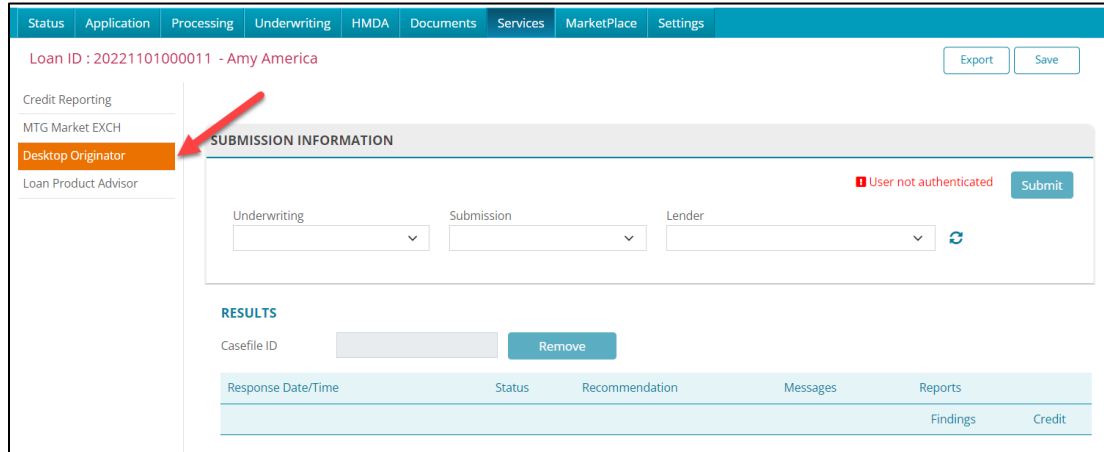 Status Application Processing Underwriting HMDA Documents Services MarketPlace Settings
Loan ID : 20221101000011 - Amy America
Export Save
Credit Reporting
MTG Market EXCH
Desktop Originator
Loan Product Advisor
SUBMISSION INFORMATION
User not authenticated Submit
Underwriting Submission Lender
RESULTS
Casefile ID Remove
Response Date/Time Status Recommendation Messages Reports
Findings Credit